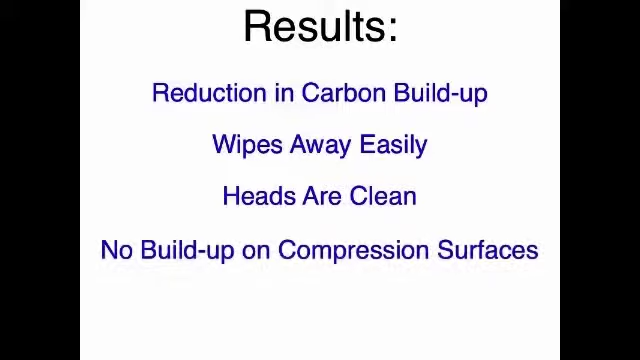 Results:
Reduction in Carbon Build-up
Wipes Away Easily
Heads Are Clean
No Build-up on Compression Surfaces